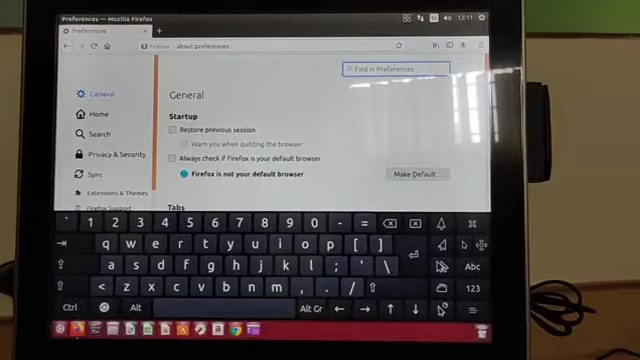 Preferences — Mozilla Firefox
12:11
Preferences × +
Firefox about:preferences
Find in Preferences
General
Home
Search
Privacy & Security
Sync
Extensions & Themes
Firefox Support
General
Startup
Restore previous session
Warn you when quitting the browser
Always check if Firefox is your default browser
Firefox is not your default browser
Make Default...
Tabs
` 1 2 3 4 5 6 7 8 9 0 - =
q w e r t y u i o p [ ]
a s d f g h j k l ; ' \ Abc
< z x c v b n m , . / 123
Ctrl Alt Alt Gr